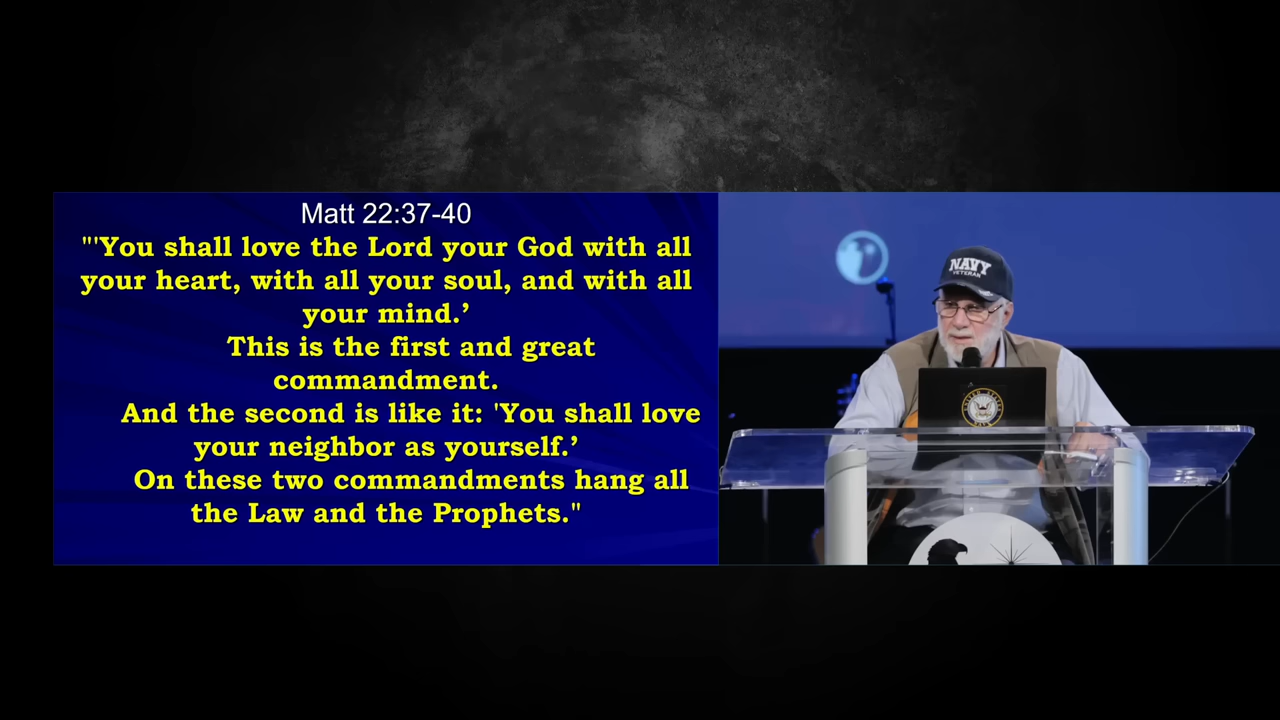 Matt 22:37-40
"'You shall love the Lord your God with all
your heart, with all your soul, and with all
your mind.’
This is the first and great
commandment.
And the second is like it: 'You shall love
your neighbor as yourself.’
On these two commandments hang all
the Law and the Prophets."
NAVY
VETERAN